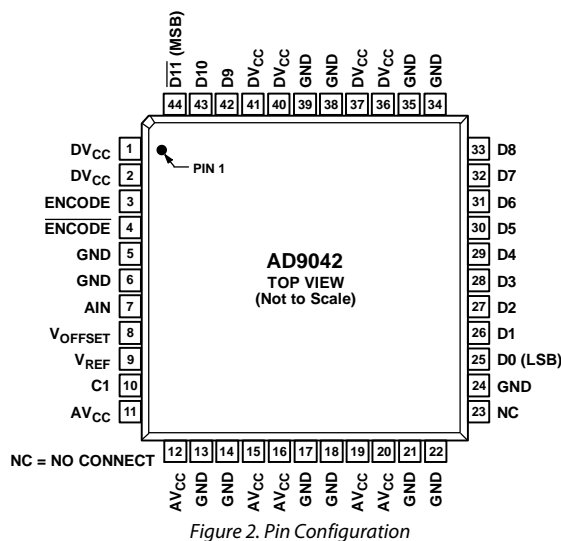 D11 (MSB) D10 D9 DVCC DVCC GND GND DVCC DVCC GND GND
44 43 42 41 40 39 38 37 36 35 34
DVCC 1
DVCC 2
ENCODE 3
ENCODE 4
GND 5
GND 6
AIN 7
VOFFSET 8
VREF 9
C1 10
AVCC 11
PIN 1
AD9042
TOP VIEW
(Not to Scale)
33 D8
32 D7
31 D6
30 D5
29 D4
28 D3
27 D2
26 D1
25 D0 (LSB)
24 GND
23 NC
NC = NO CONNECT
12 13 14 15 16 17 18 19 20 21 22
AVCC GND GND AVCC AVCC GND GND AVCC AVCC GND GND
Figure 2. Pin Configuration